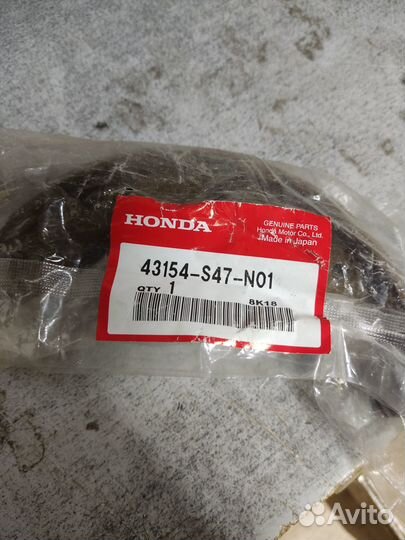 HONDA
GENUINE PARTS
Honda Motor Co., Ltd.
Made in Japan
43154-S47-N01
QTY 1
8K18
Avito